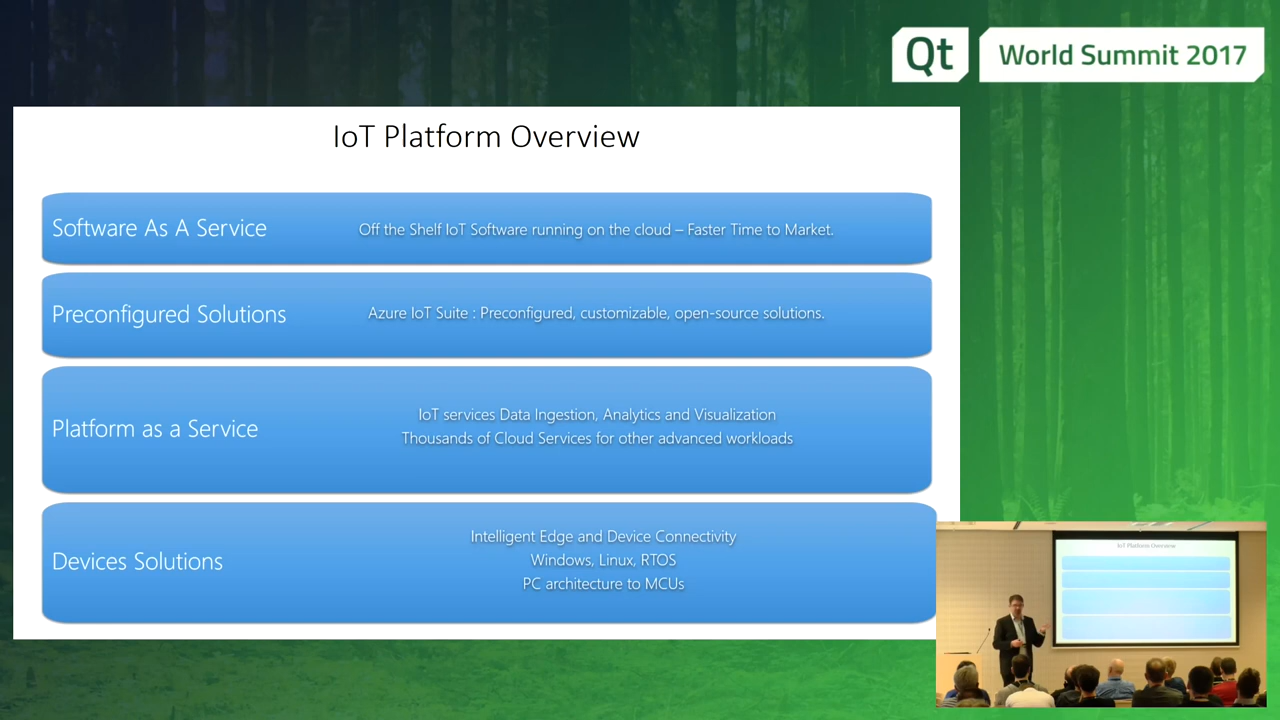 Qt World Summit 2017
IoT Platform Overview
Software As A Service
Off the Shelf IoT Software running on the cloud – Faster Time to Market.
Preconfigured Solutions
Azure IoT Suite : Preconfigured, customizable, open-source solutions.
Platform as a Service
IoT services Data Ingestion, Analytics and Visualization
Thousands of Cloud Services for other advanced workloads
Devices Solutions
Intelligent Edge and Device Connectivity
Windows, Linux, RTOS
PC architecture to MCUs
IoT Platform Overview